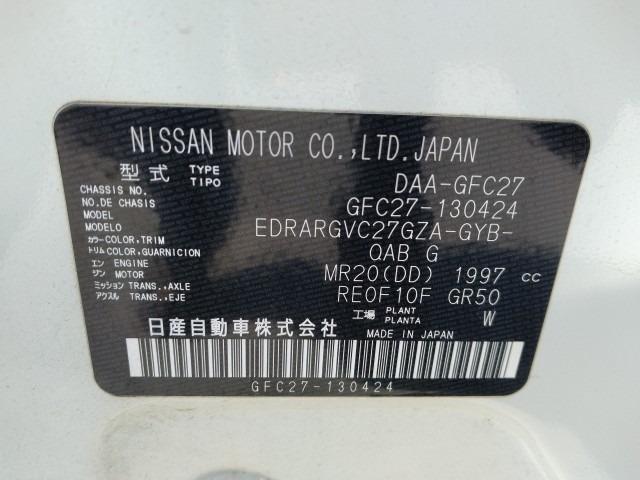 NISSAN MOTOR CO.,LTD.JAPAN
型式 TYPE TIPO DAA-GFC27
CHASSIS NO. NO.DE CHASIS GFC27-130424
MODEL MODELO EDRARGVC27GZA-GYB-
カラー COLOR,TRIM トリム COLOR,GUARNICION QAB G
エン ENGINE ジン MOTOR MR20(DD) 1997 cc
ミッション TRANS.,AXLE アクスル TRANS.,EJE RE0F10F GR50
工場 PLANT PLANTA W
日産自動車株式会社 MADE IN JAPAN
GFC27-130424